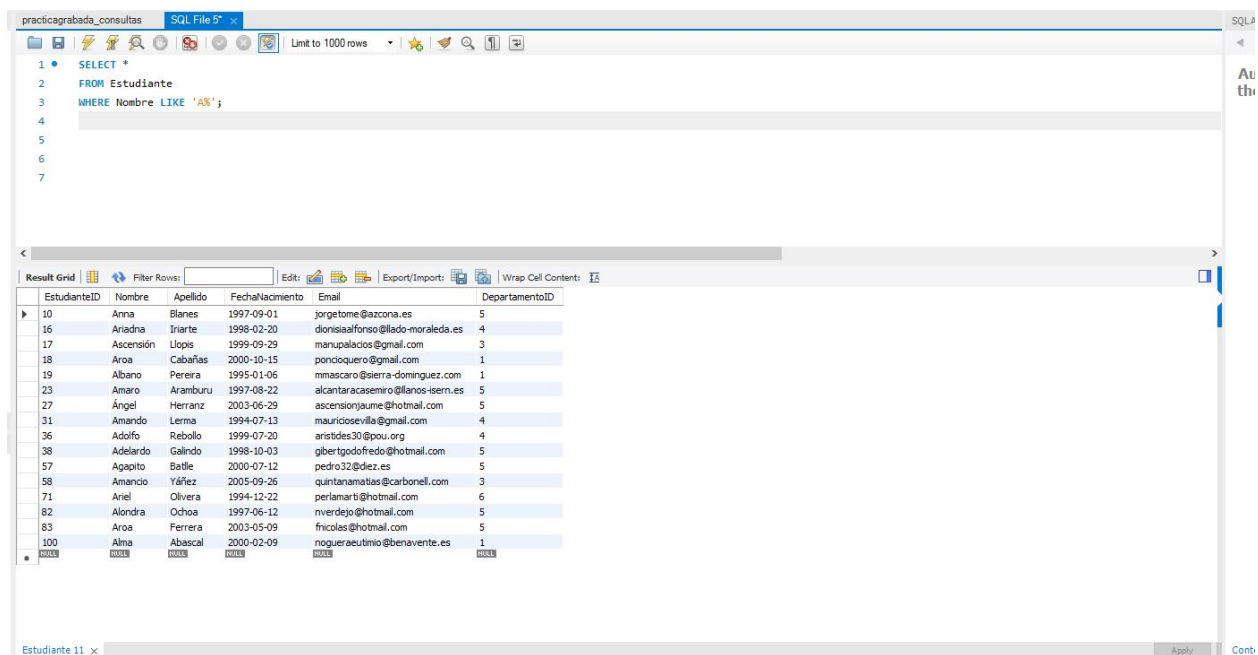 practicagrabada_consultas SQL File 5* × SQLA
Limit to 1000 rows
1 SELECT *
2 FROM Estudiante
3 WHERE Nombre LIKE 'A%';
4
5
6
7
Au
the
Result Grid Filter Rows: Edit: Export/Import: Wrap Cell Content:
EstudianteID Nombre Apellido FechaNacimiento Email DepartamentoID
10 Anna Blanes 1997-09-01 jorgetome@azcona.es 5
16 Ariadna Iriarte 1998-02-20 dionisiaalfonso@llado-moraleda.es 4
17 Ascensión Llopis 1999-09-29 manupalacios@gmail.com 3
18 Aroa Cabañas 2000-10-15 poncioquero@gmail.com 1
19 Albano Pereira 1995-01-06 mmascaro@sierra-dominguez.com 1
23 Amaro Aramburu 1997-08-22 alcantaracasemiro@llanos-isern.es 5
27 Ángel Herranz 2003-06-29 ascensionjaume@hotmail.com 5
31 Amando Lerma 1994-07-13 mauriciosevilla@gmail.com 4
36 Adolfo Rebollo 1999-07-20 aristides30@pou.org 4
38 Adelardo Galindo 1998-10-03 gibertgodofredo@hotmail.com 5
57 Agapito Batlle 2000-07-12 pedro32@diez.es 5
58 Amancio Yáñez 2005-09-26 quintanamatias@carbonell.com 3
71 Ariel Olivera 1994-12-22 perlamarti@hotmail.com 6
82 Alondra Ochoa 1997-06-12 nverdejo@hotmail.com 5
83 Aroa Ferrera 2003-05-09 fnicolas@hotmail.com 5
100 Alma Abascal 2000-02-09 nogueraeutimio@benavente.es 1
NULL NULL NULL NULL NULL NULL
Estudiante 11 × Apply Conte